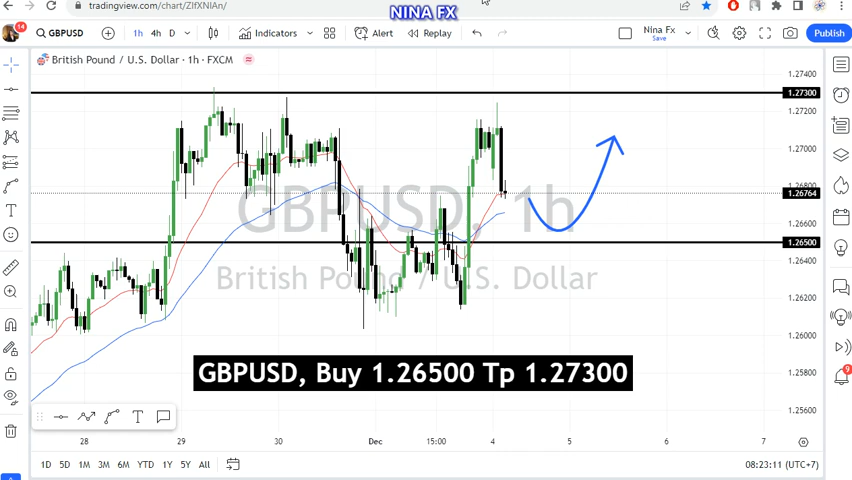 tradingview.com/chart/ZlfXNIAn/
NINA FX
14
GBPUSD
1h 4h D
Indicators
Alert
Replay
Nina Fx
Save
Publish
British Pound / U.S. Dollar · 1h · FXCM
GBPUSD, 1h
British Pound / U.S. Dollar
1.27400
1.27300
1.27200
1.27000
1.26800
1.26764
1.26600
1.26500
1.26400
1.26200
1.26000
1.25800
1.25600
GBPUSD, Buy 1.26500 Tp 1.27300
28 29 30 Dec 15:00 4 5 6 7
1D 5D 1M 3M 6M YTD 1Y 5Y All
08:23:11 (UTC+7)
9